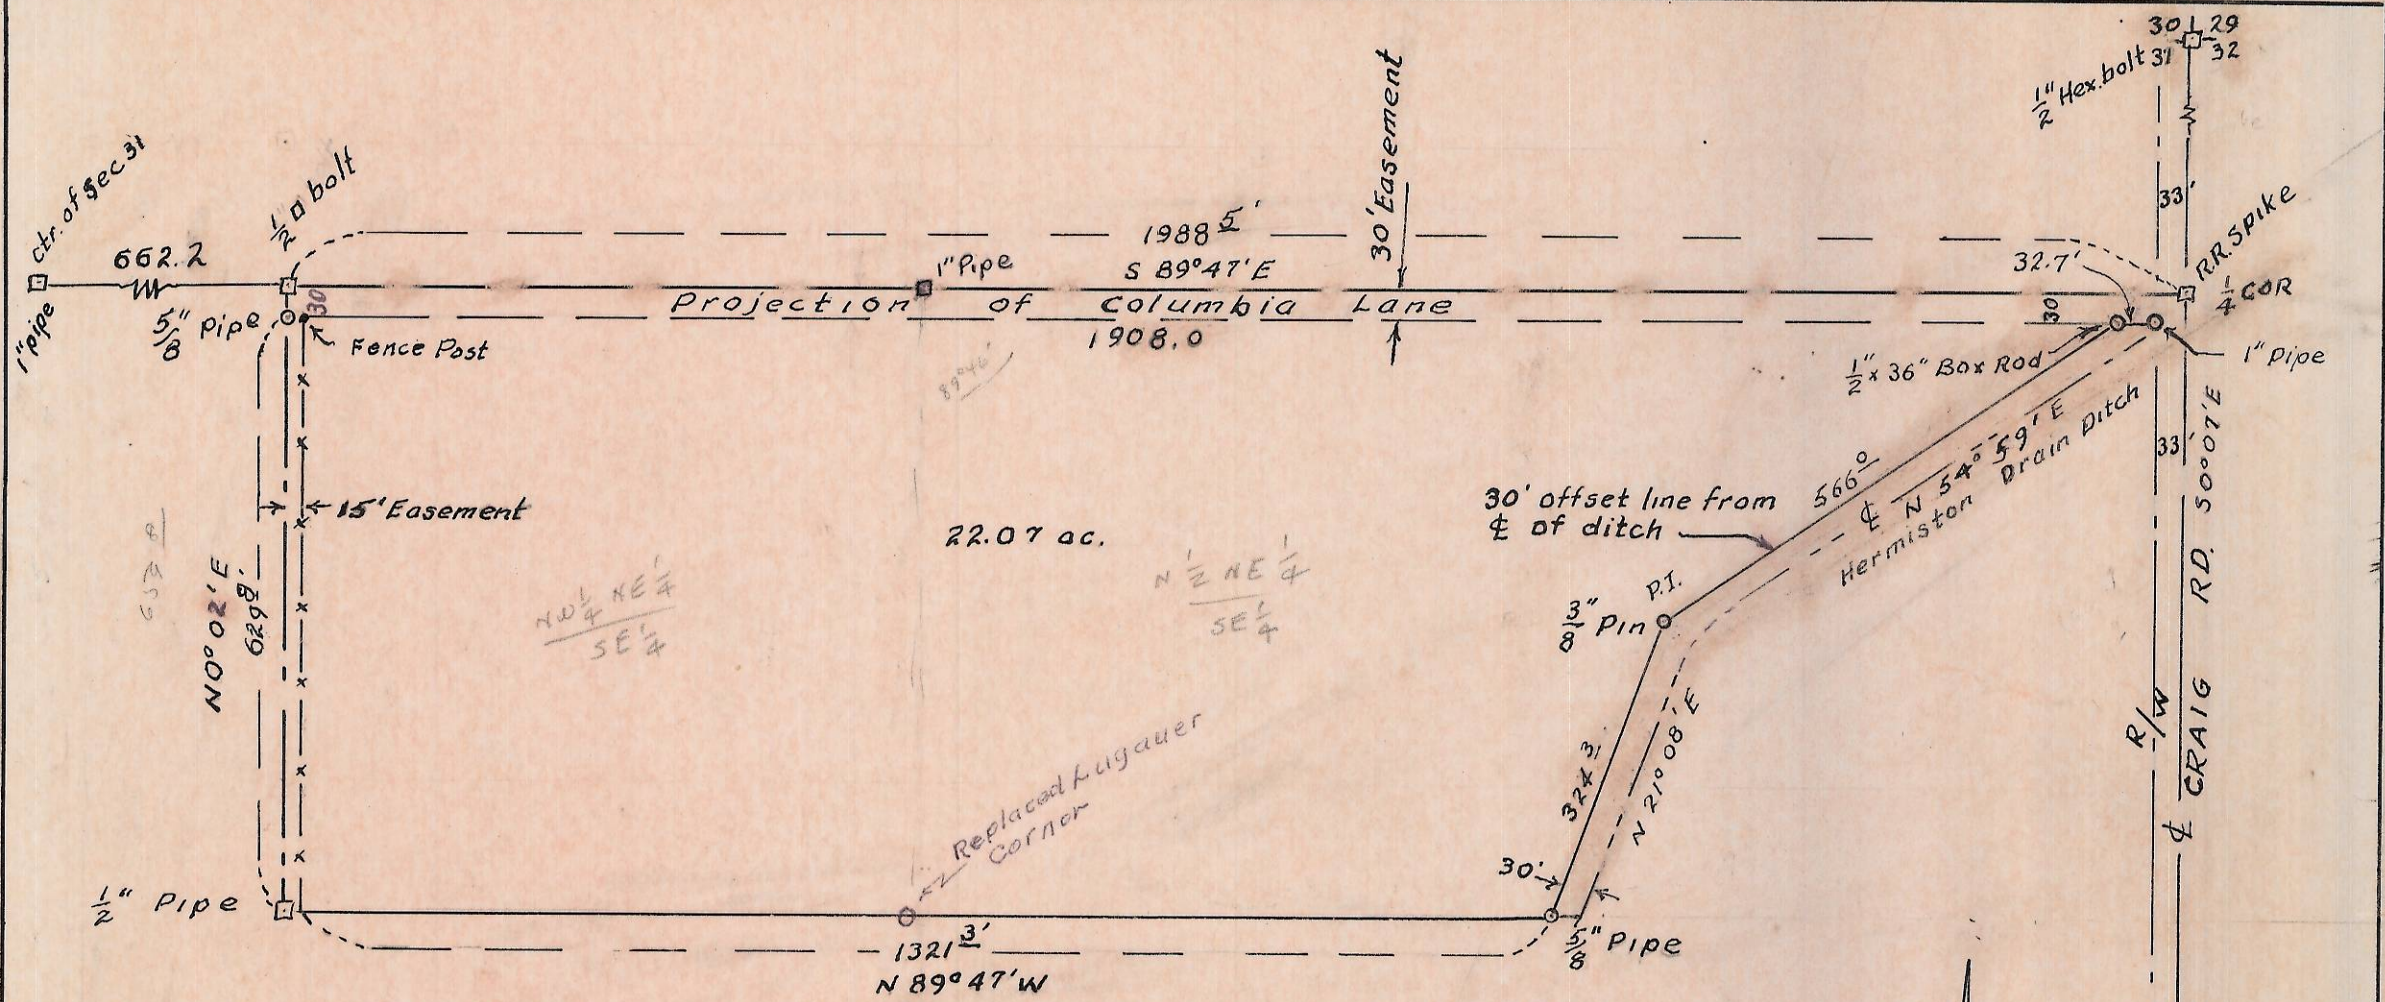 30 29
31 32
1/2" Hex. bolt
ctr. of Sec 31
1" pipe
662.2
1/2 □ bolt
1988 5'
S 89°47'E
1" Pipe
30' Easement
33'
R.R. Spike
1/4 COR
32.7'
Projection of Columbia Lane
1908.0
30
30
5/8" Pipe
Fence Post
1/2" x 36" Box Rod
1" Pipe
89°46'
15' Easement
N 0° 02' E
629 8'
22.07 ac.
NW 1/4 NE 1/4
SE 1/4
N 1/2 NE 1/4
SE 1/4
30' offset line from
℄ of ditch
566 0
℄ N 54° 59' E
Hermiston Drain Ditch
33'
℄ CRAIG RD. S 0°07'E
R/W
P.I.
3/8" Pin
324 3
N 21° 08' E
30'
Replaced Lugauer
Cornor
1/2" Pipe
5/8" Pipe
1321 3'
N 89° 47' W